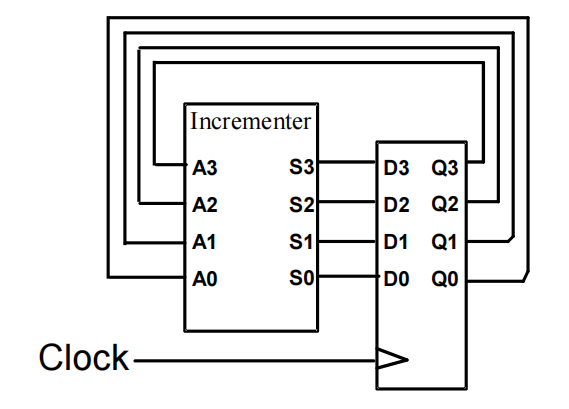 Incrementer
A3 S3 D3 Q3
A2 S2 D2 Q2
A1 S1 D1 Q1
A0 S0 D0 Q0
Clock